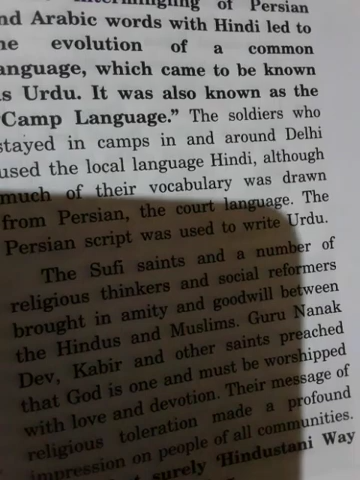 intermingling of Persian
nd Arabic words with Hindi led to
he evolution of a common
anguage, which came to be known
s Urdu. It was also known as the
Camp Language.” The soldiers who
stayed in camps in and around Delhi
used the local language Hindi, although
much of their vocabulary was drawn
from Persian, the court language. The
Persian script was used to write Urdu.
The Sufi saints and a number of
religious thinkers and social reformers
brought in amity and goodwill between
the Hindus and Muslims. Guru Nanak
Dev, Kabir and other saints preached
that God is one and must be worshipped
with love and devotion. Their message of
religious toleration made a profound
impression on people of all communities.
surely 'Hindustani Way